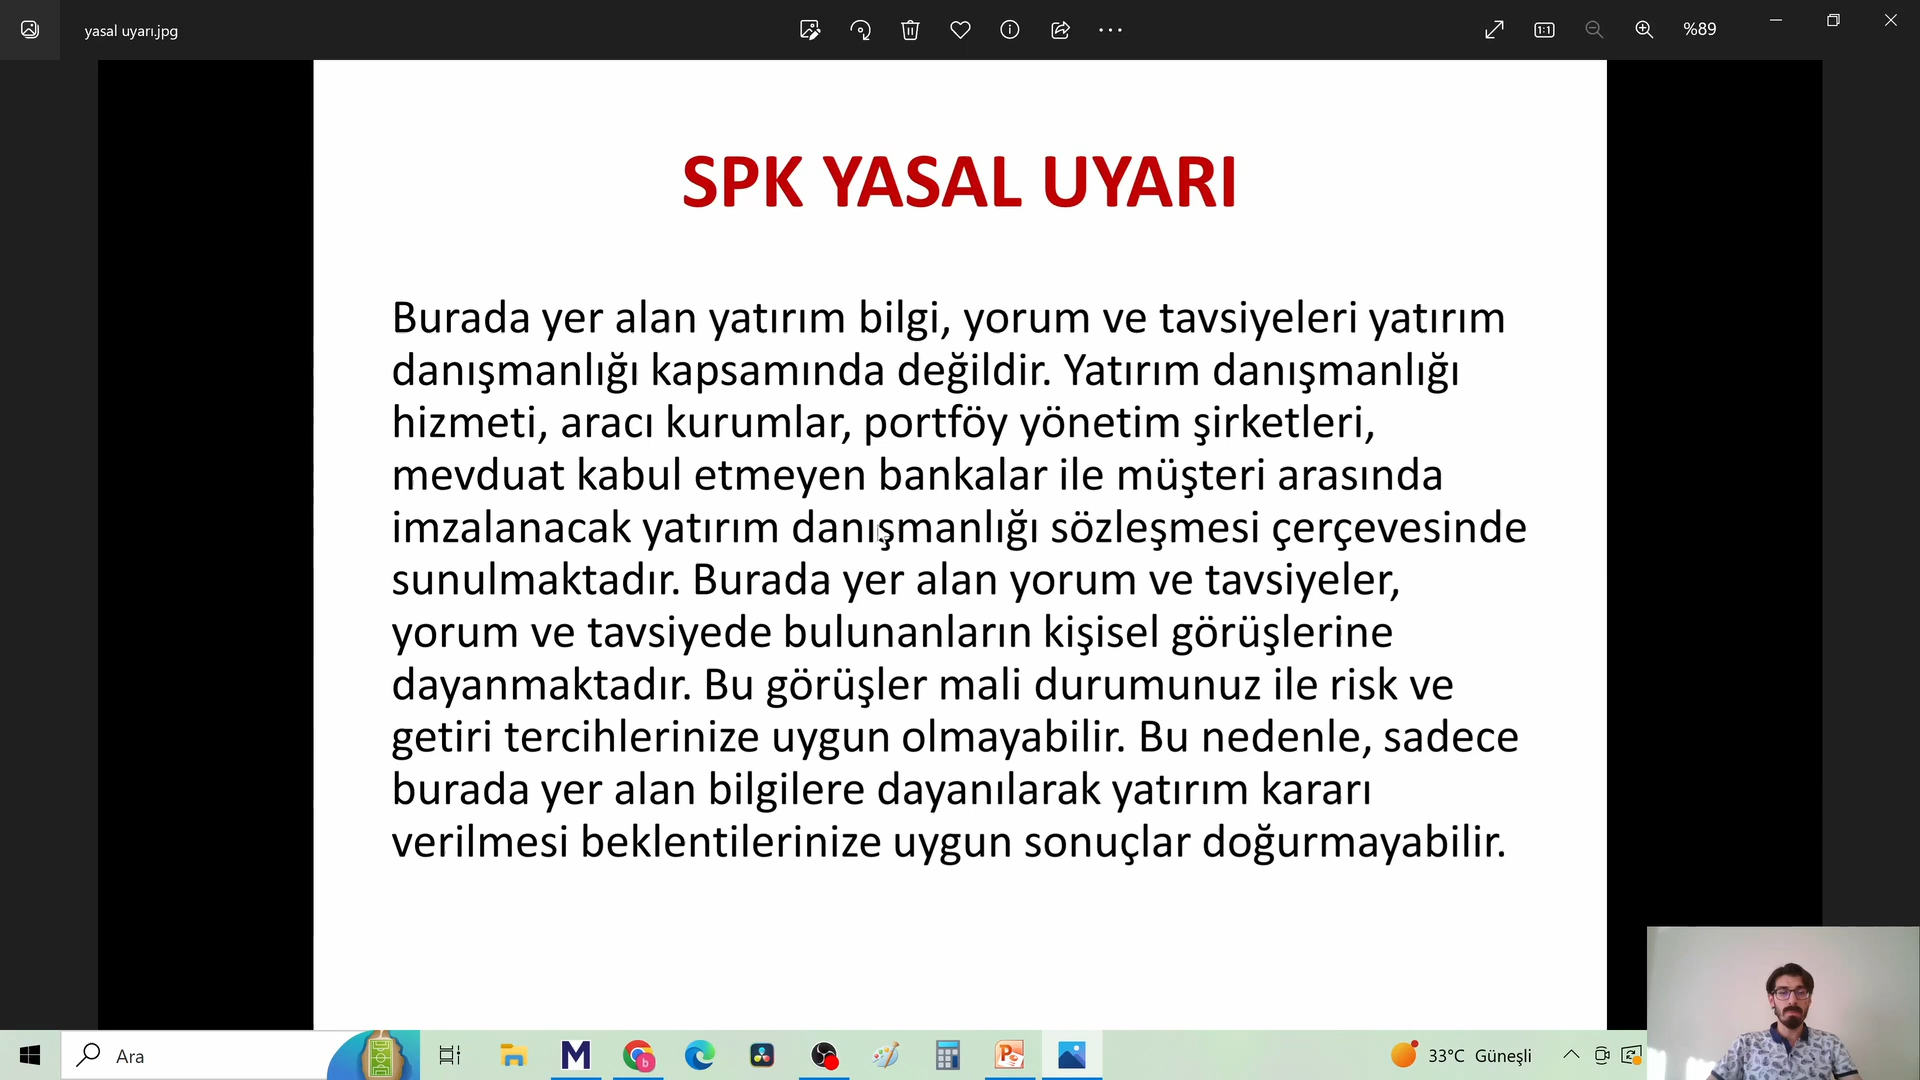 yasal uyarı.jpg
%89
SPK YASAL UYARI
Burada yer alan yatırım bilgi, yorum ve tavsiyeleri yatırım
danışmanlığı kapsamında değildir. Yatırım danışmanlığı
hizmeti, aracı kurumlar, portföy yönetim şirketleri,
mevduat kabul etmeyen bankalar ile müşteri arasında
imzalanacak yatırım danışmanlığı sözleşmesi çerçevesinde
sunulmaktadır. Burada yer alan yorum ve tavsiyeler,
yorum ve tavsiyede bulunanların kişisel görüşlerine
dayanmaktadır. Bu görüşler mali durumunuz ile risk ve
getiri tercihlerinize uygun olmayabilir. Bu nedenle, sadece
burada yer alan bilgilere dayanılarak yatırım kararı
verilmesi beklentilerinize uygun sonuçlar doğurmayabilir.
Ara
33°C Güneşli